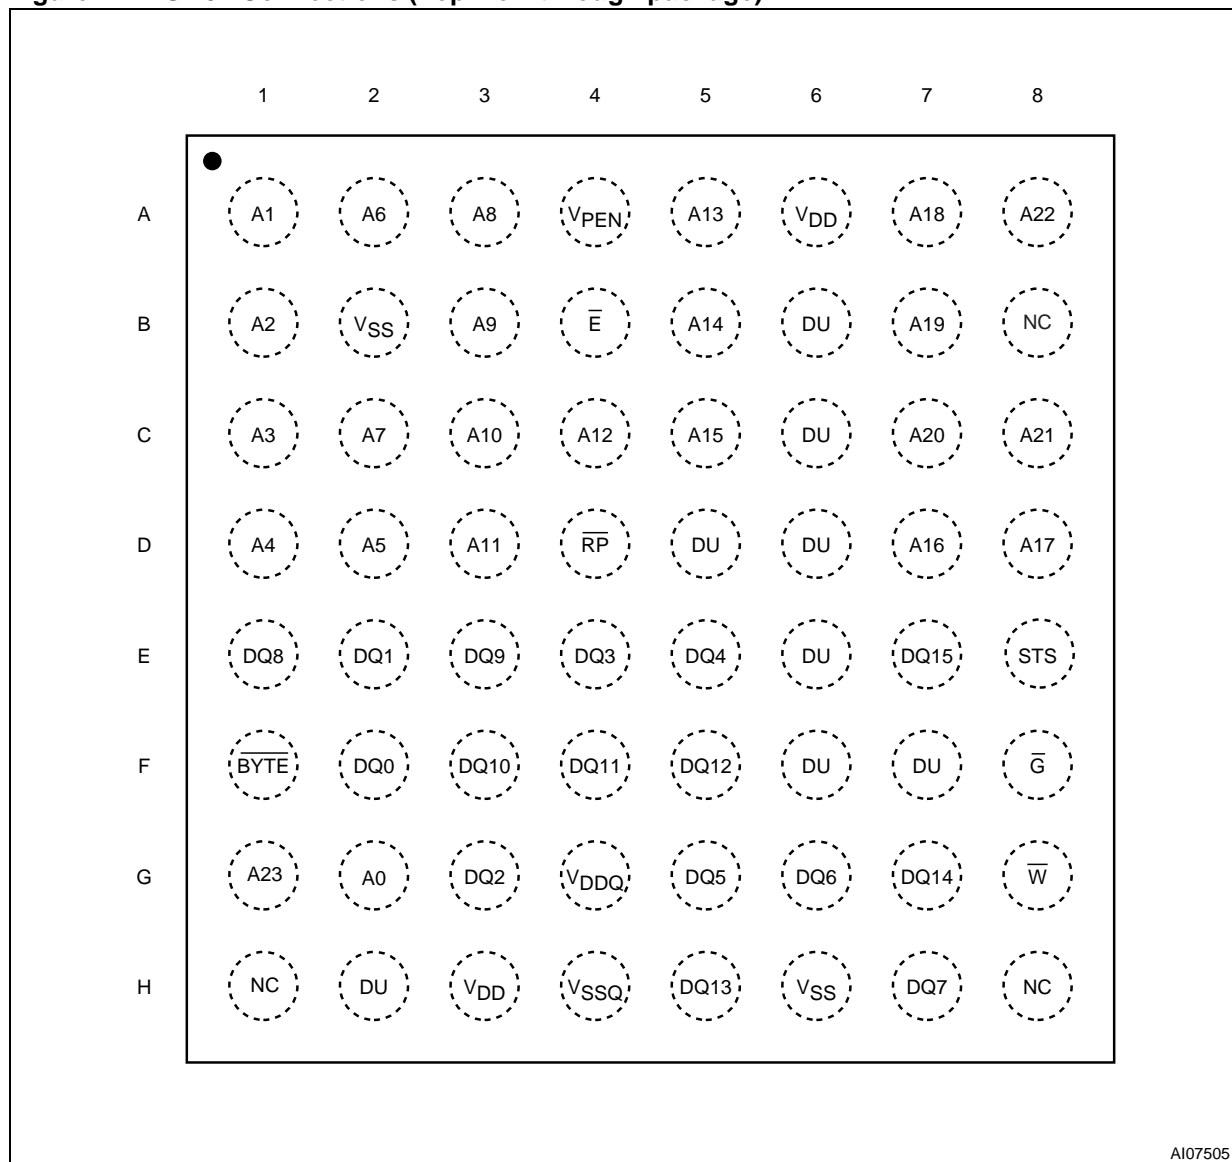 1 2 3 4 5 6 7 8
A A1 A6 A8 VPEN A13 VDD A18 A22
B A2 VSS A9 E̅ A14 DU A19 NC
C A3 A7 A10 A12 A15 DU A20 A21
D A4 A5 A11 R̅P̅ DU DU A16 A17
E DQ8 DQ1 DQ9 DQ3 DQ4 DU DQ15 STS
F B̅Y̅T̅E̅ DQ0 DQ10 DQ11 DQ12 DU DU G̅
G A23 A0 DQ2 VDDQ DQ5 DQ6 DQ14 W̅
H NC DU VDD VSSQ DQ13 VSS DQ7 NC
AI07505